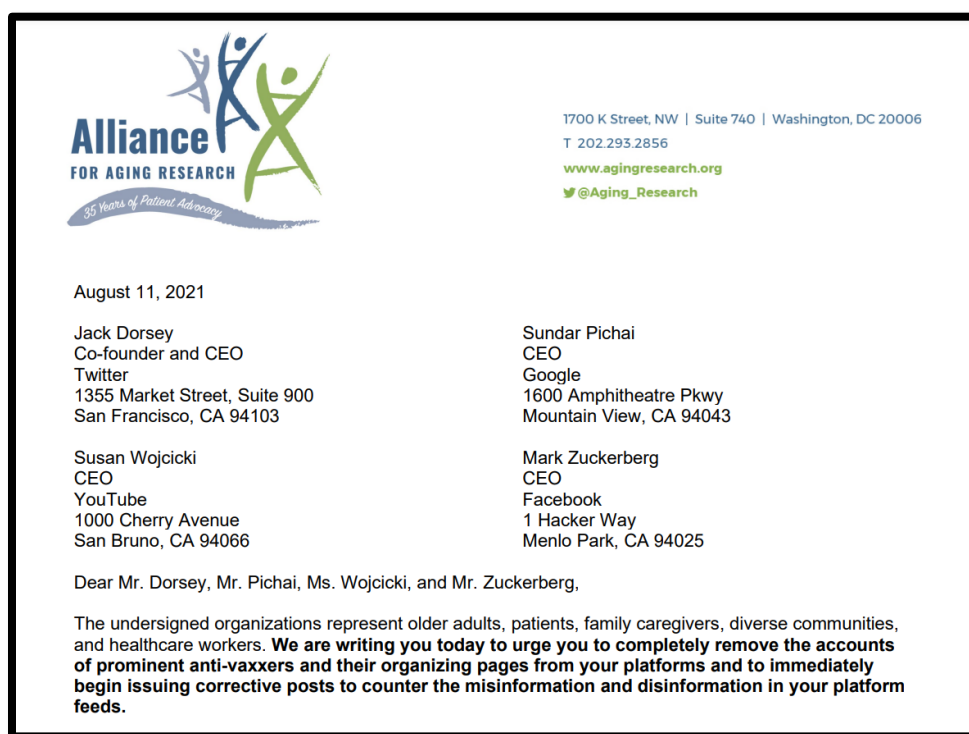 Alliance
FOR AGING RESEARCH
35 Years of Patient Advocacy
1700 K Street, NW | Suite 740 | Washington, DC 20006
T 202.293.2856
www.agingresearch.org
@Aging_Research
August 11, 2021
Jack Dorsey
Co-founder and CEO
Twitter
1355 Market Street, Suite 900
San Francisco, CA 94103
Sundar Pichai
CEO
Google
1600 Amphitheatre Pkwy
Mountain View, CA 94043
Susan Wojcicki
CEO
YouTube
1000 Cherry Avenue
San Bruno, CA 94066
Mark Zuckerberg
CEO
Facebook
1 Hacker Way
Menlo Park, CA 94025
Dear Mr. Dorsey, Mr. Pichai, Ms. Wojcicki, and Mr. Zuckerberg,
The undersigned organizations represent older adults, patients, family caregivers, diverse communities,
and healthcare workers. We are writing you today to urge you to completely remove the accounts
of prominent anti-vaxxers and their organizing pages from your platforms and to immediately
begin issuing corrective posts to counter the misinformation and disinformation in your platform
feeds.